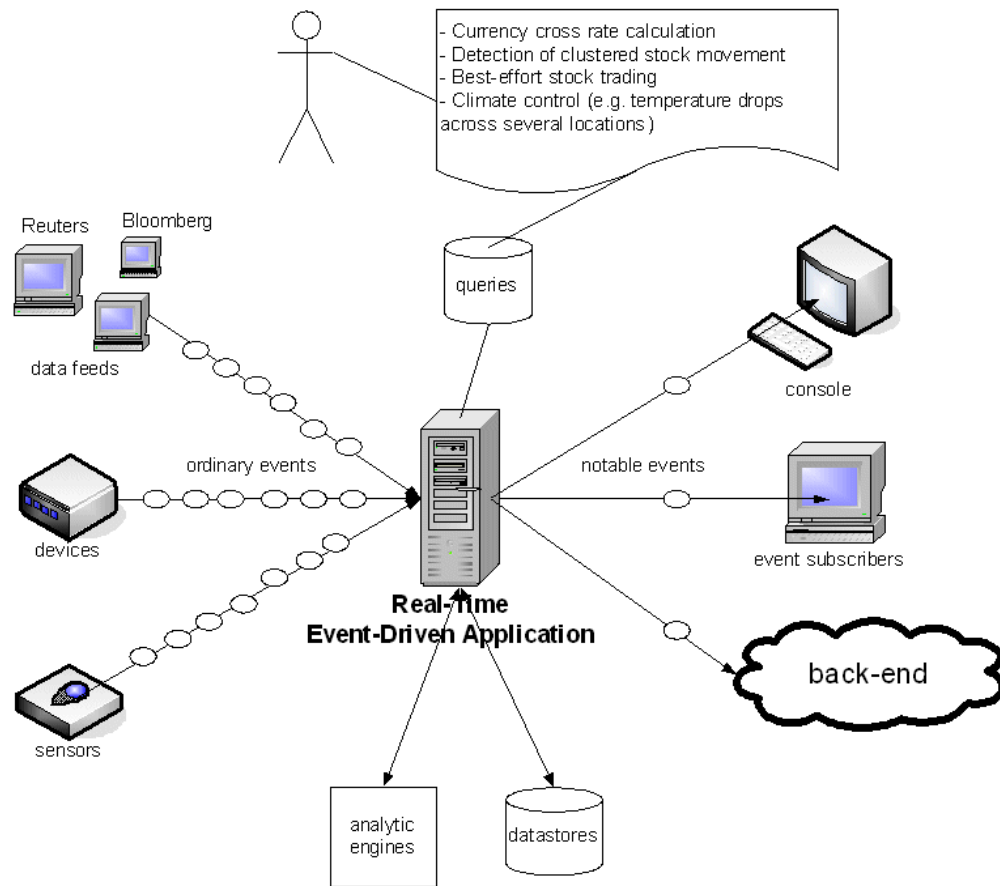 - Currency cross rate calculation
- Detection of clustered stock movement
- Best-effort stock trading
- Climate control (e.g. temperature drops
across several locations)
Reuters
Bloomberg
data feeds
queries
console
ordinary events
notable events
devices
event subscribers
Real-Time
Event-Driven Application
back-end
sensors
analytic
engines
datastores